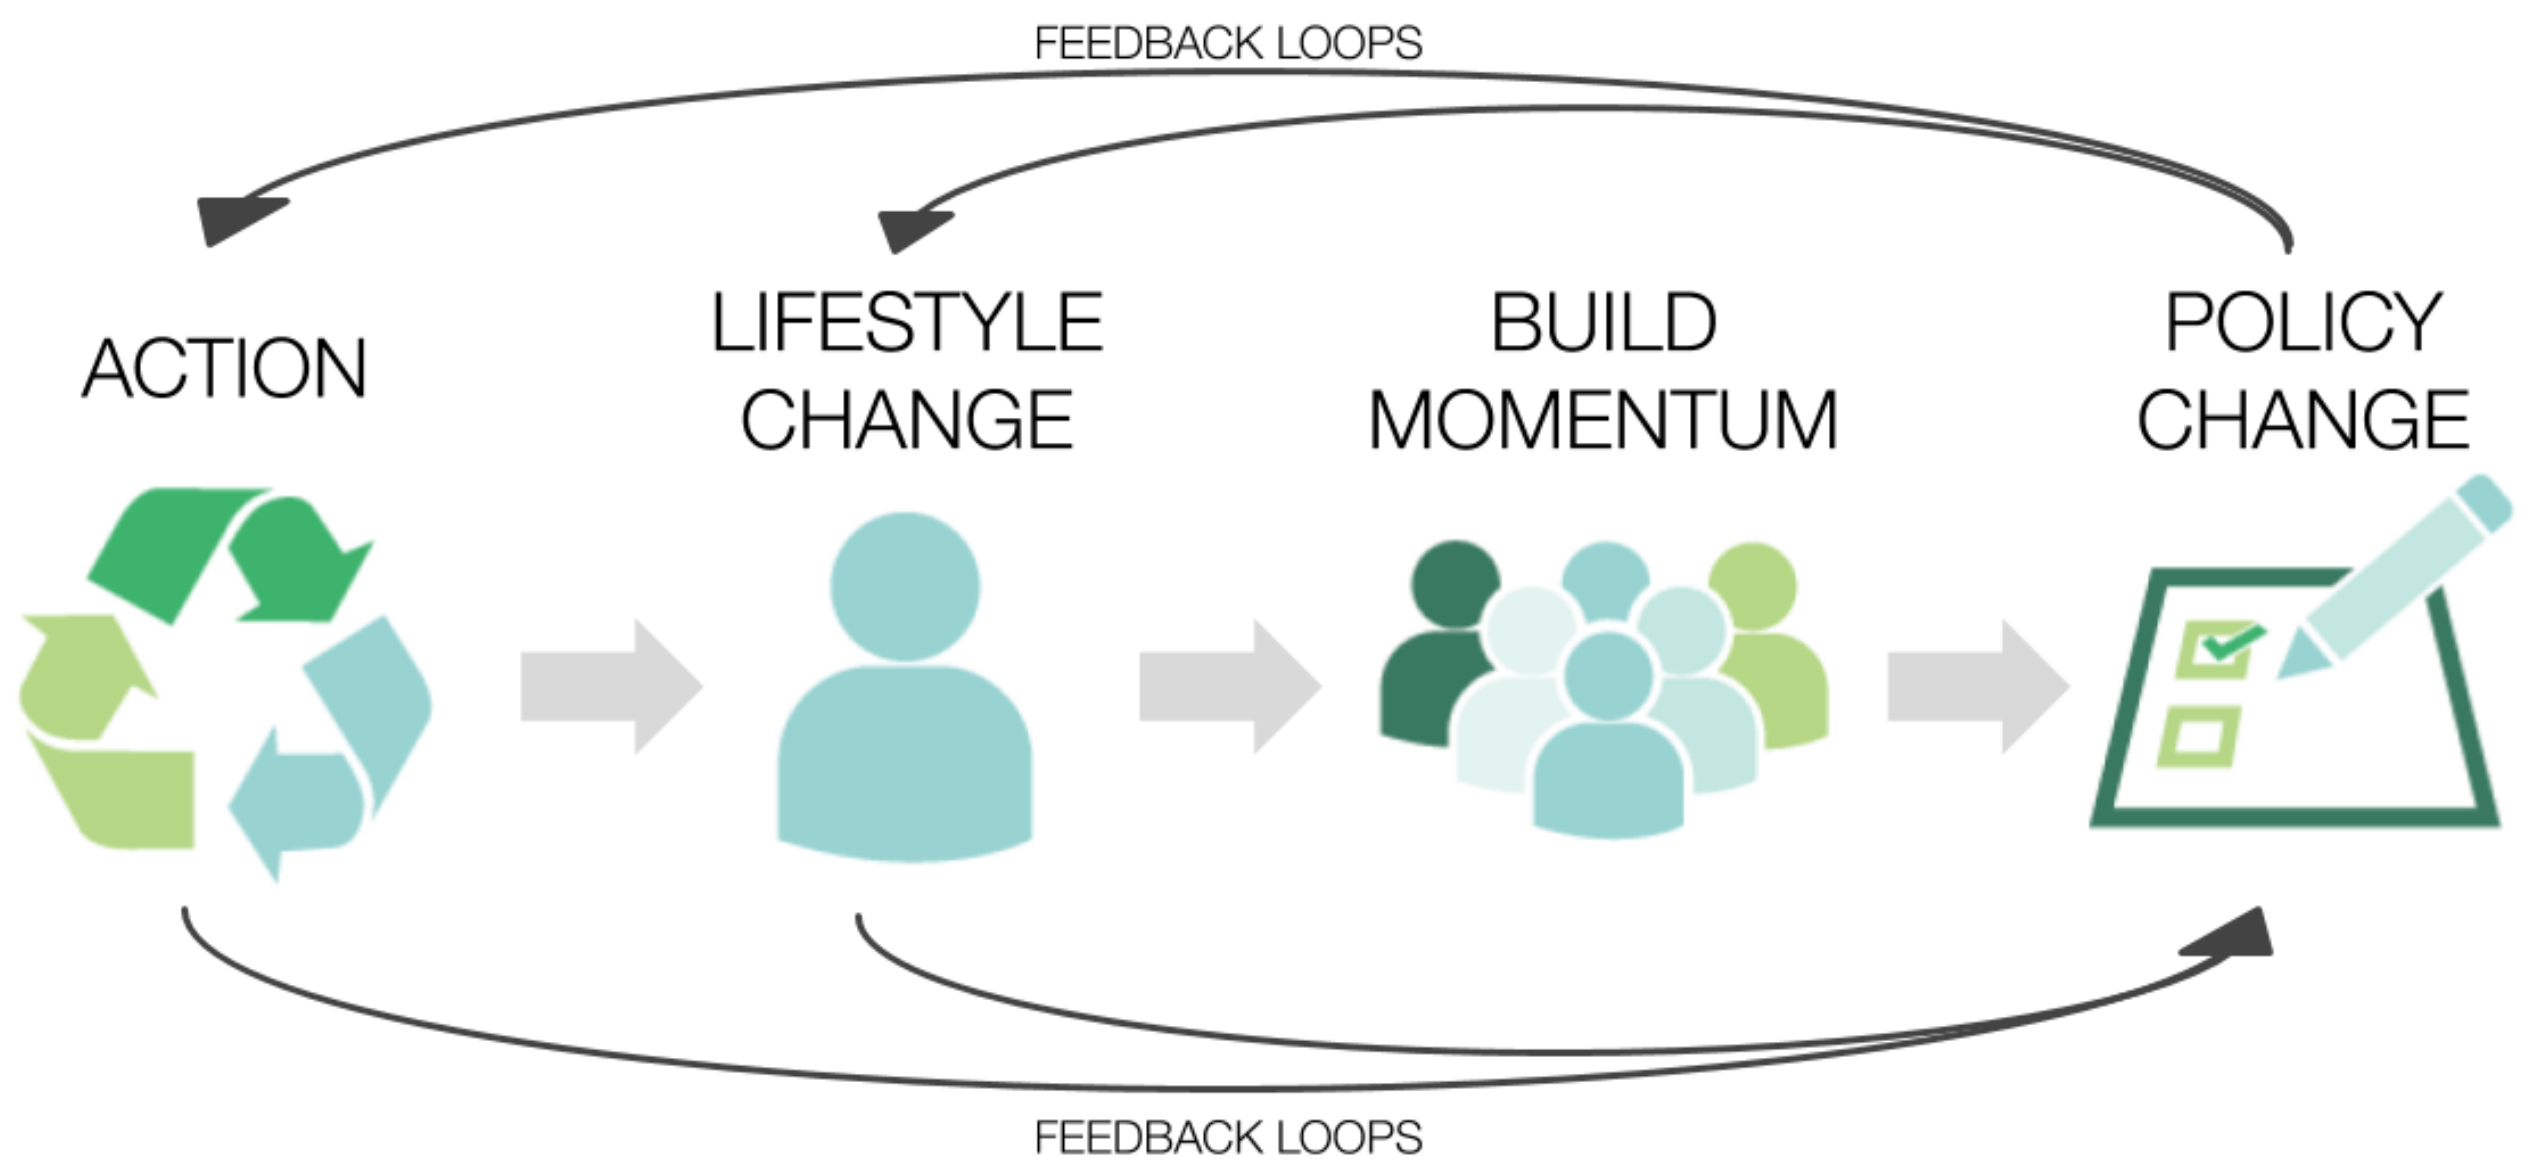 FEEDBACK LOOPS
ACTION
LIFESTYLE
CHANGE
BUILD
MOMENTUM
POLICY
CHANGE
FEEDBACK LOOPS